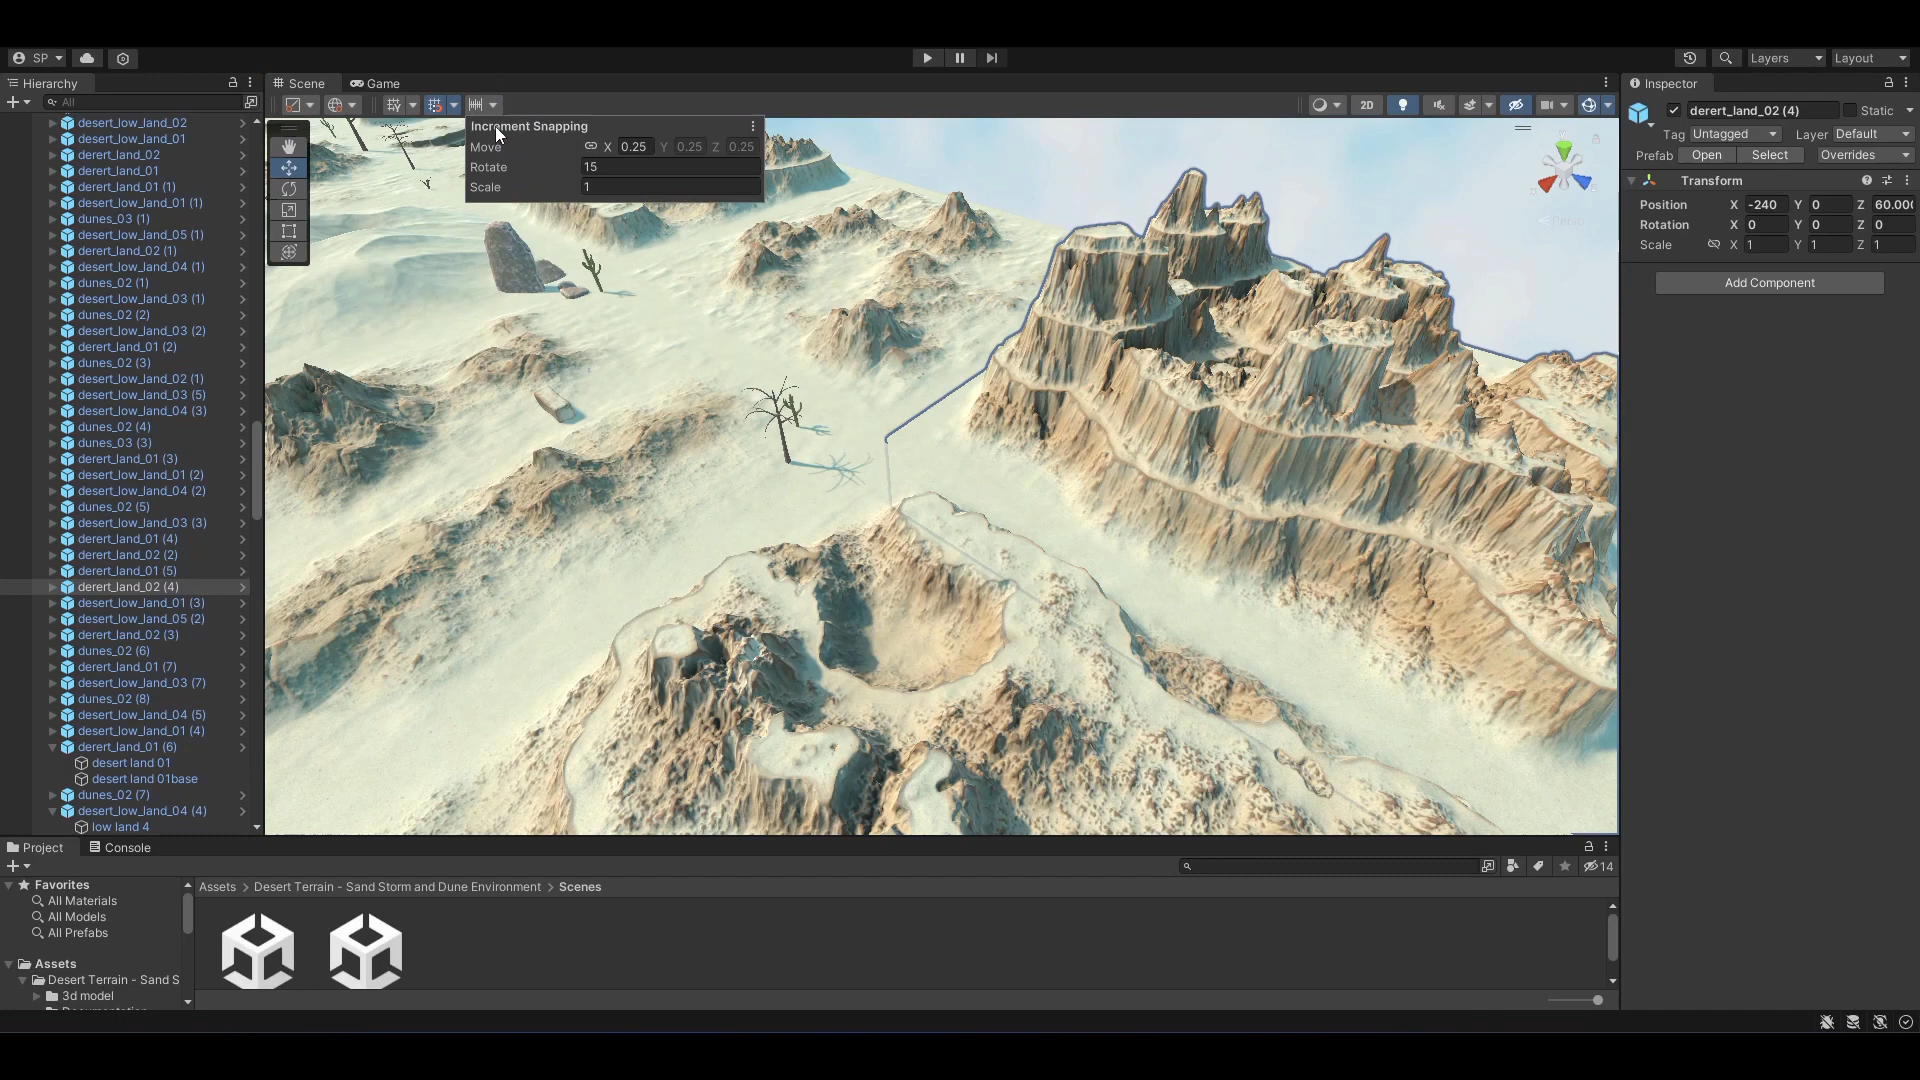 SP
Layers
Layout
Hierarchy
All
desert_low_land_02
desert_low_land_01
derert_land_02
derert_land_01
derert_land_01 (1)
desert_low_land_01 (1)
dunes_03 (1)
desert_low_land_05 (1)
derert_land_02 (1)
desert_low_land_04 (1)
dunes_02 (1)
desert_low_land_03 (1)
dunes_02 (2)
desert_low_land_03 (2)
derert_land_01 (2)
dunes_02 (3)
desert_low_land_02 (1)
desert_low_land_03 (5)
desert_low_land_04 (3)
dunes_02 (4)
dunes_03 (3)
derert_land_01 (3)
desert_low_land_01 (2)
desert_low_land_04 (2)
dunes_02 (5)
desert_low_land_03 (3)
derert_land_01 (4)
derert_land_02 (2)
derert_land_01 (5)
derert_land_02 (4)
desert_low_land_01 (3)
desert_low_land_05 (2)
derert_land_02 (3)
dunes_02 (6)
derert_land_01 (7)
desert_low_land_03 (7)
dunes_02 (8)
desert_low_land_04 (5)
desert_low_land_01 (4)
derert_land_01 (6)
desert land 01
desert land 01base
dunes_02 (7)
desert_low_land_04 (4)
low land 4
Scene
Game
2D
Increment Snapping
Move X 0.25 Y 0.25 Z 0.25
Rotate 15
Scale 1
Persp
Inspector
derert_land_02 (4) Static
Tag Untagged Layer Default
Prefab Open Select Overrides
Transform
Position X -240 Y 0 Z 60.000
Rotation X 0 Y 0 Z 0
Scale X 1 Y 1 Z 1
Add Component
Project
Console
14
Favorites
All Materials
All Models
All Prefabs
Assets
Desert Terrain - Sand S
3d model
Assets > Desert Terrain - Sand Storm and Dune Environment > Scenes